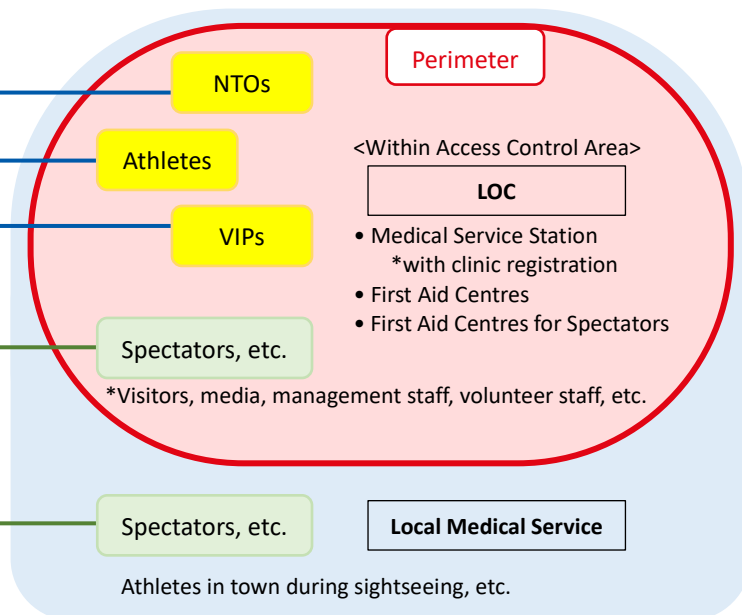 Perimeter
NTOs
Athletes
VIPs
<Within Access Control Area>
LOC
• Medical Service Station
*with clinic registration
• First Aid Centres
• First Aid Centres for Spectators
Spectators, etc.
*Visitors, media, management staff, volunteer staff, etc.
Spectators, etc.
Local Medical Service
Athletes in town during sightseeing, etc.